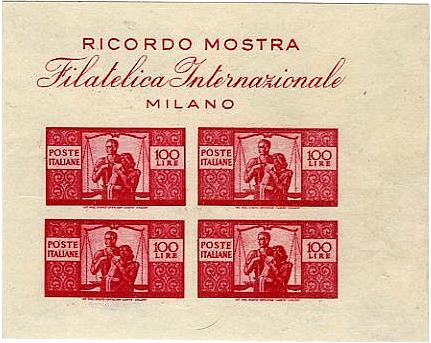 RICORDO MOSTRA
Filatelica Internazionale
MILANO
POSTE ITALIANE
100 LIRE
POSTE ITALIANE
100 LIRE
POSTE ITALIANE
100 LIRE
POSTE ITALIANE
100 LIRE